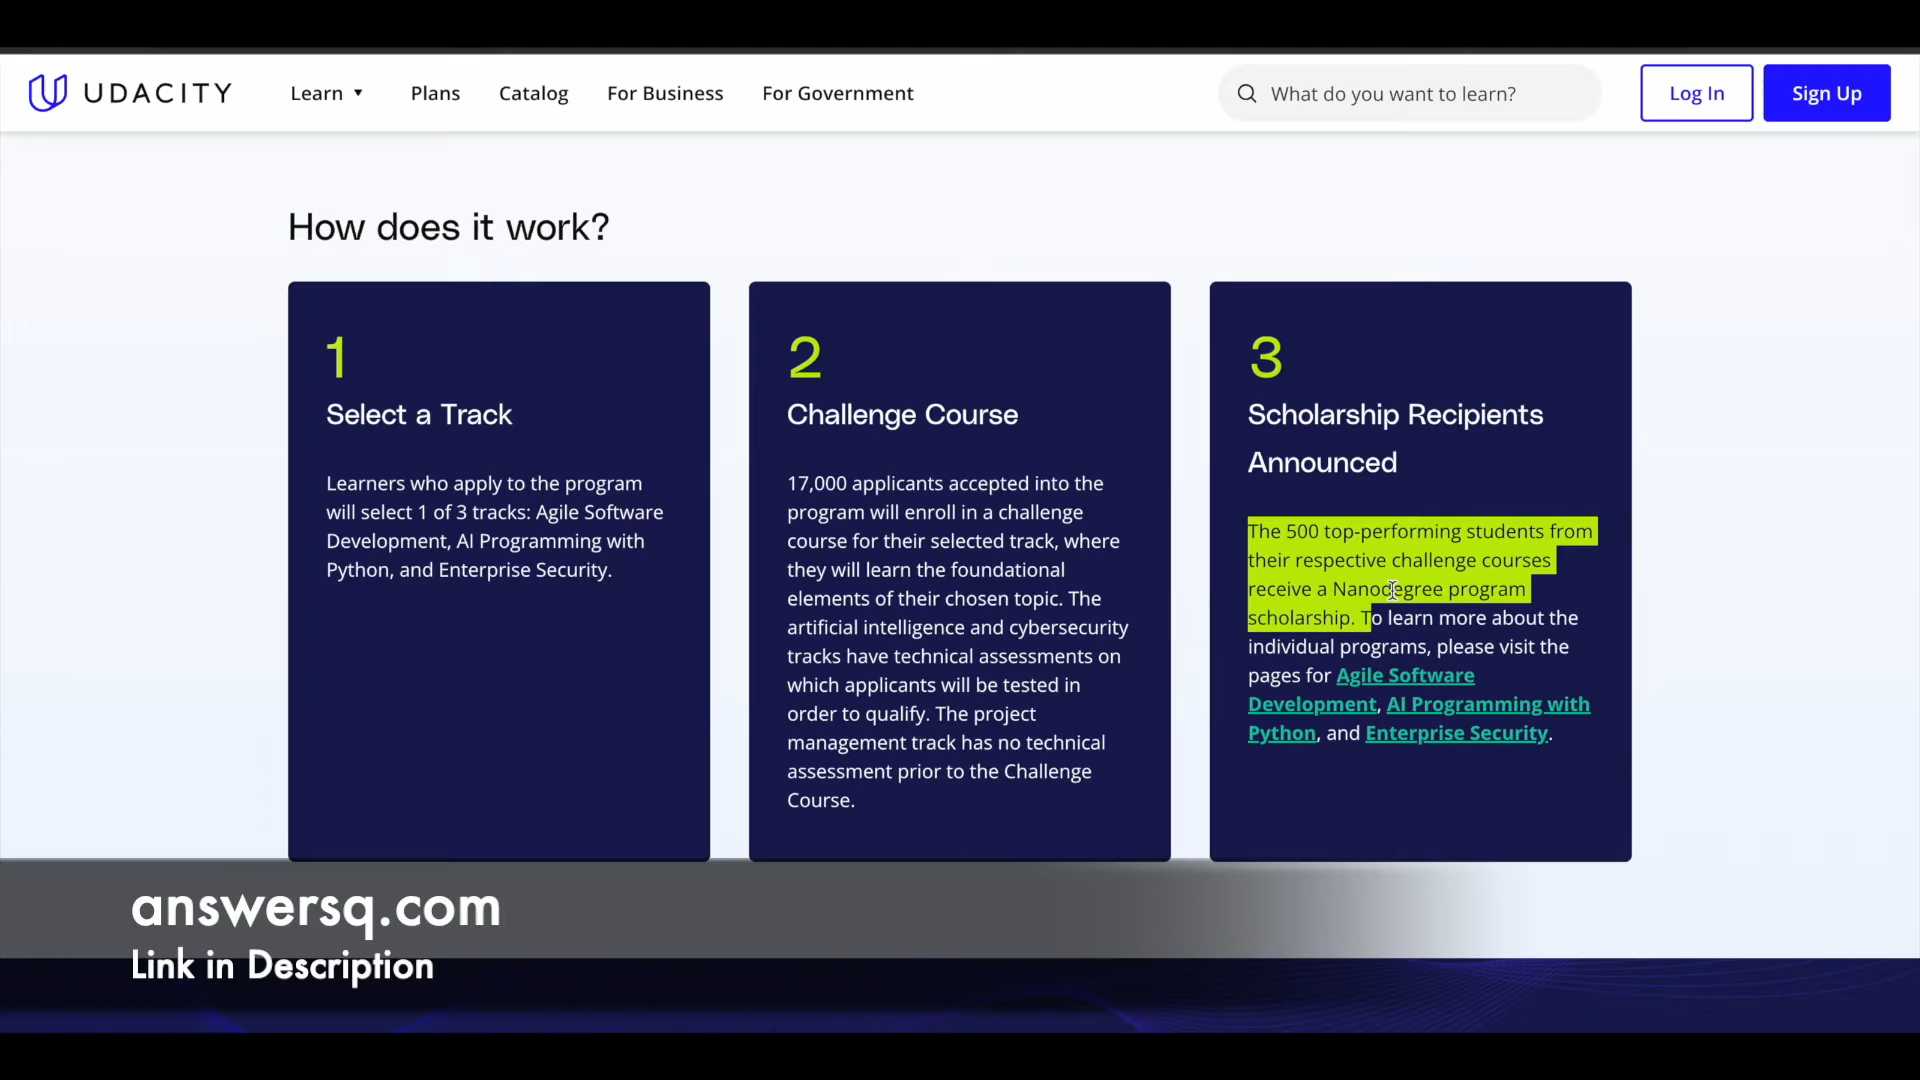 UDACITY
Learn
Plans
Catalog
For Business
For Government
What do you want to learn?
Log In
Sign Up
How does it work?
1
Select a Track
Learners who apply to the program
will select 1 of 3 tracks: Agile Software
Development, AI Programming with
Python, and Enterprise Security.
2
Challenge Course
17,000 applicants accepted into the
program will enroll in a challenge
course for their selected track, where
they will learn the foundational
elements of their chosen topic. The
artificial intelligence and cybersecurity
tracks have technical assessments on
which applicants will be tested in
order to qualify. The project
management track has no technical
assessment prior to the Challenge
Course.
3
Scholarship Recipients
Announced
The 500 top-performing students from
their respective challenge courses
receive a Nanodegree program
scholarship. To learn more about the
individual programs, please visit the
pages for Agile Software
Development, AI Programming with
Python, and Enterprise Security.
answersq.com
Link in Description